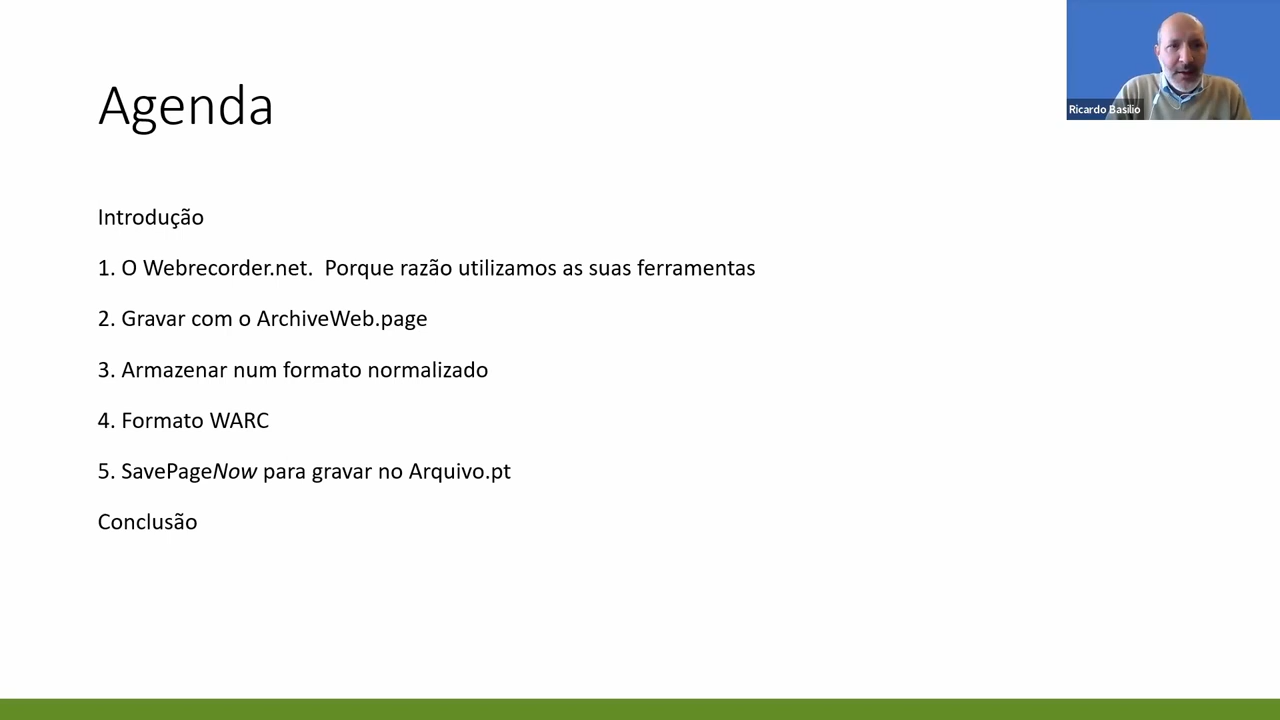 Agenda
Ricardo Basílio
Introdução
1. O Webrecorder.net.  Porque razão utilizamos as suas ferramentas
2. Gravar com o ArchiveWeb.page
3. Armazenar num formato normalizado
4. Formato WARC
5. SavePageNow para gravar no Arquivo.pt
Conclusão